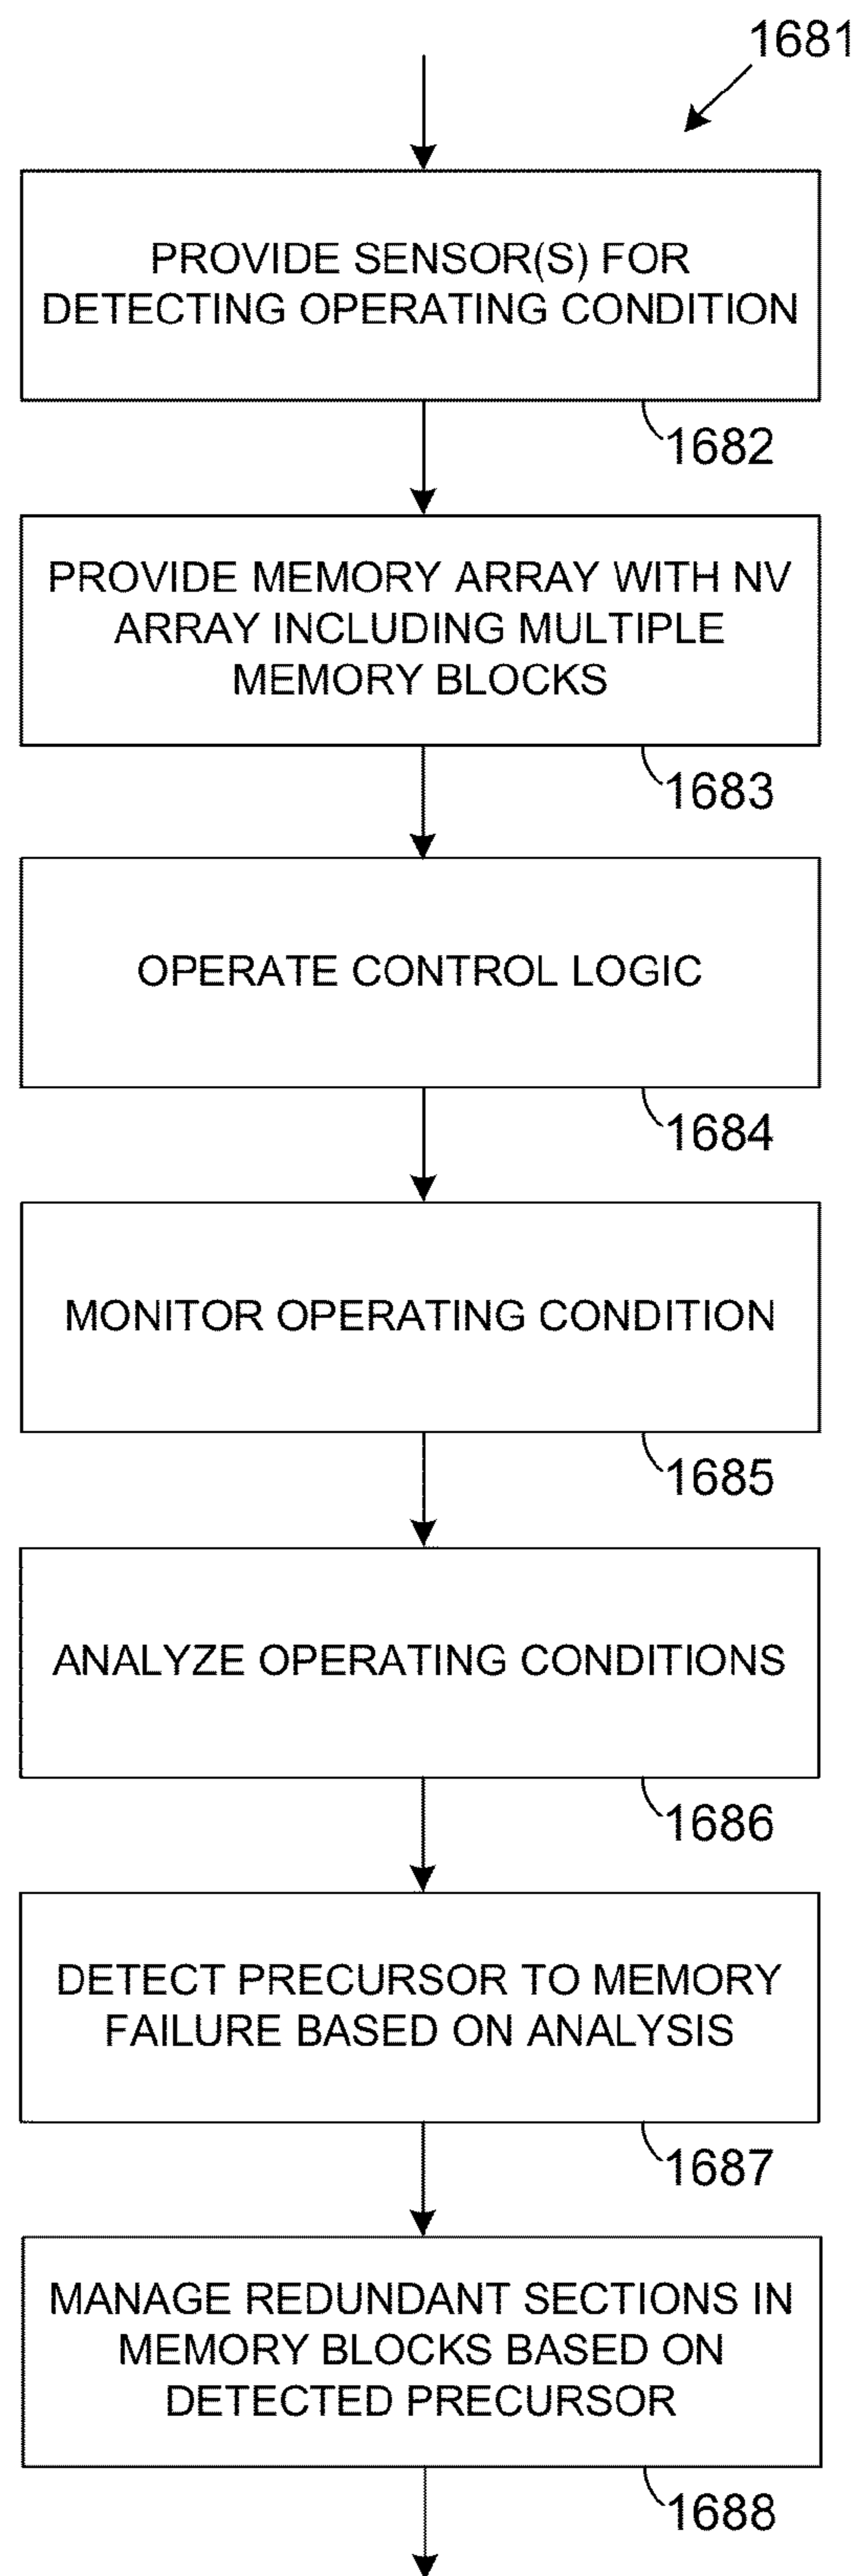 1681
PROVIDE SENSOR(S) FOR
DETECTING OPERATING CONDITION
1682
PROVIDE MEMORY ARRAY WITH NV
ARRAY INCLUDING MULTIPLE
MEMORY BLOCKS
1683
OPERATE CONTROL LOGIC
1684
MONITOR OPERATING CONDITION
1685
ANALYZE OPERATING CONDITIONS
1686
DETECT PRECURSOR TO MEMORY
FAILURE BASED ON ANALYSIS
1687
MANAGE REDUNDANT SECTIONS IN
MEMORY BLOCKS BASED ON
DETECTED PRECURSOR
1688